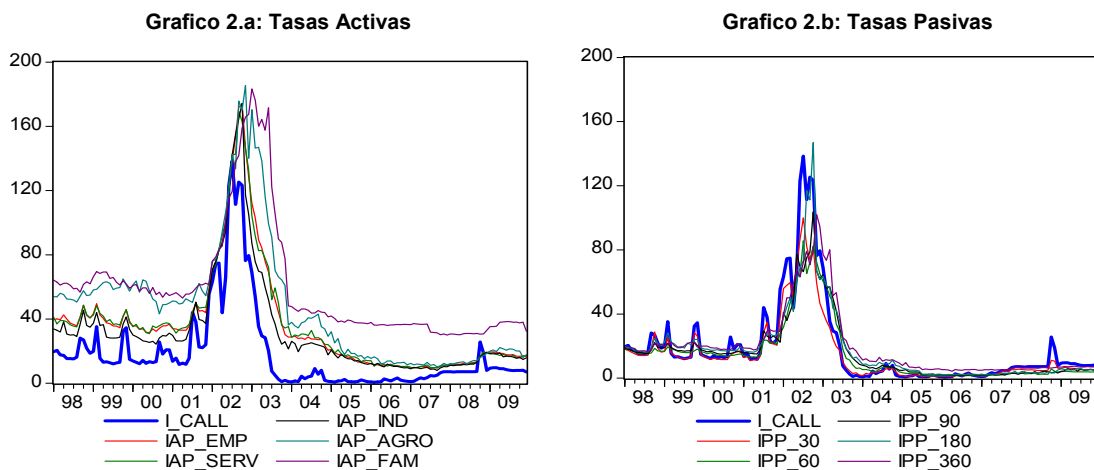 Grafico 2.a: Tasas Activas
200
160
120
80
40
0
98 99 00 01 02 03 04 05 06 07 08 09
I_CALL IAP_IND
IAP_EMP IAP_AGRO
IAP_SERV IAP_FAM
Grafico 2.b: Tasas Pasivas
200
160
120
80
40
0
98 99 00 01 02 03 04 05 06 07 08 09
I_CALL IPP_90
IPP_30 IPP_180
IPP_60 IPP_360